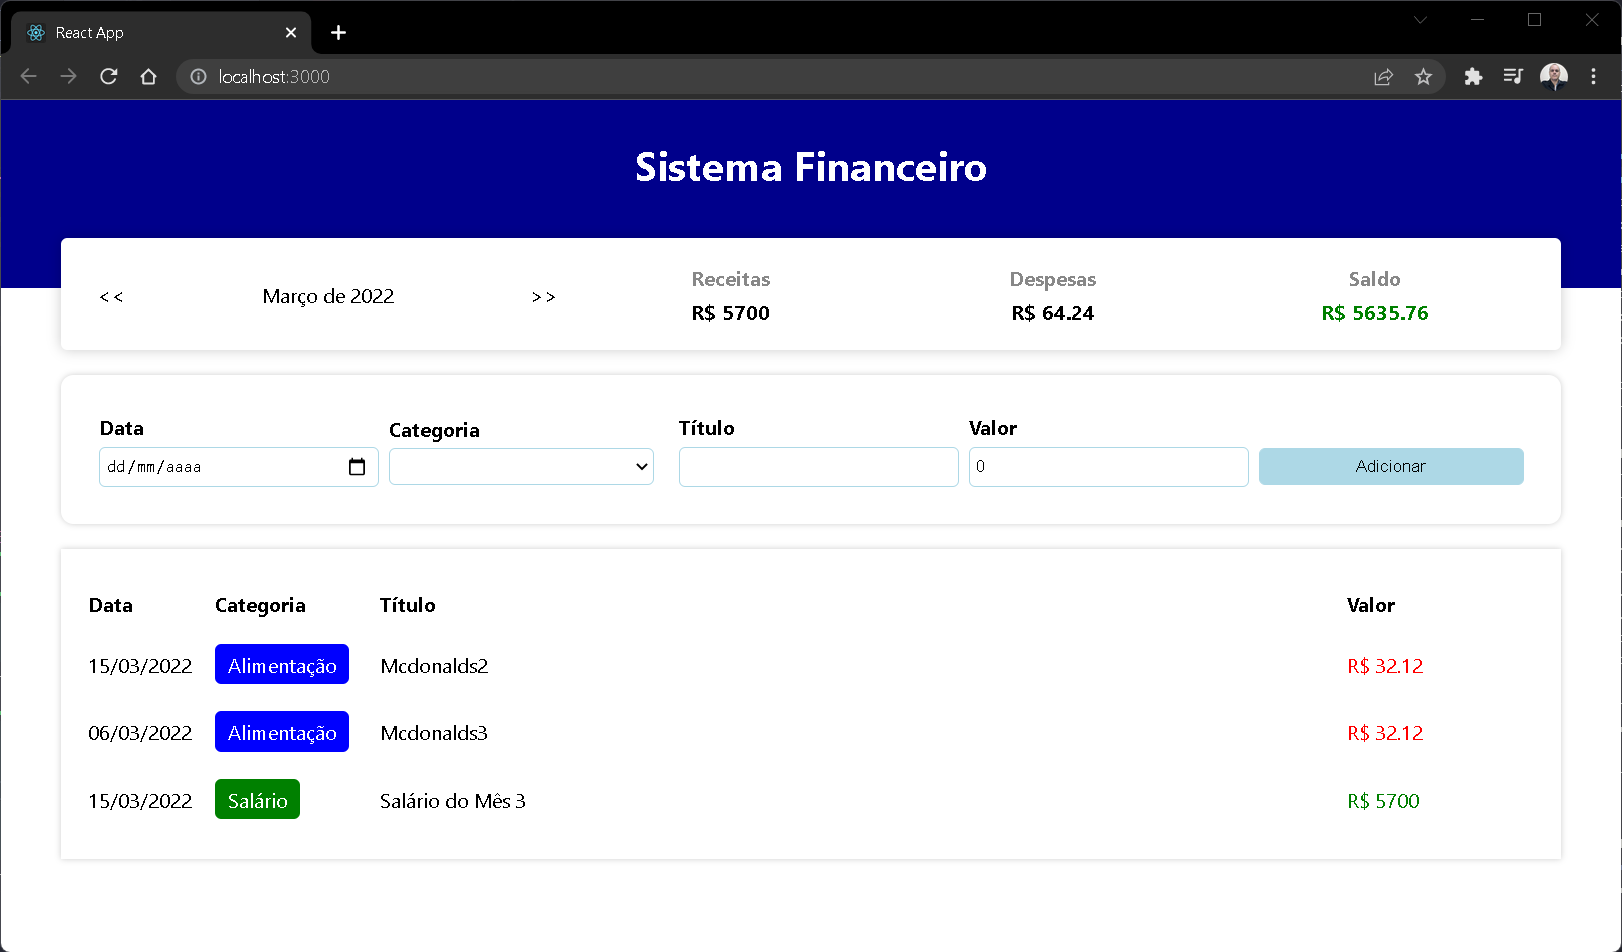 React App
localhost:3000
Sistema Financeiro
<< Março de 2022 >>
Receitas Despesas Saldo
R$ 5700 R$ 64.24 R$ 5635.76
Data Categoria Título Valor
dd/mm/aaaa 0 Adicionar
Data Categoria Título Valor
15/03/2022 Alimentação Mcdonalds2 R$ 32.12
06/03/2022 Alimentação Mcdonalds3 R$ 32.12
15/03/2022 Salário Salário do Mês 3 R$ 5700